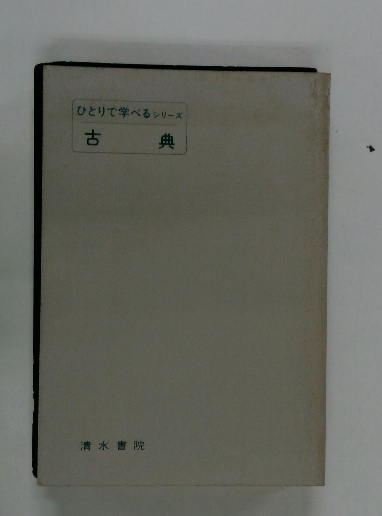 ひとりで学べるシリーズ
古典
清水書院